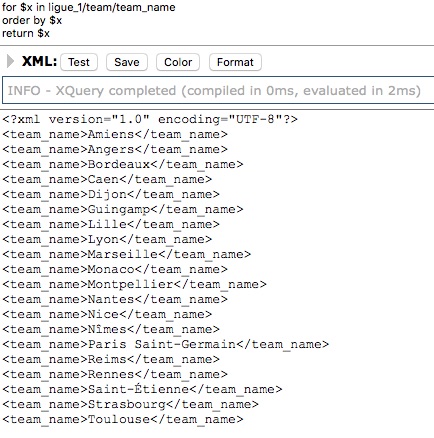 for $x in ligue_1/team/team_name
order by $x
return $x
XML: Test Save Color Format
INFO - XQuery completed (compiled in 0ms, evaluated in 2ms)
<?xml version="1.0" encoding="UTF-8"?>
<team_name>Amiens</team_name>
<team_name>Angers</team_name>
<team_name>Bordeaux</team_name>
<team_name>Caen</team_name>
<team_name>Dijon</team_name>
<team_name>Guingamp</team_name>
<team_name>Lille</team_name>
<team_name>Lyon</team_name>
<team_name>Marseille</team_name>
<team_name>Monaco</team_name>
<team_name>Montpellier</team_name>
<team_name>Nantes</team_name>
<team_name>Nice</team_name>
<team_name>Nîmes</team_name>
<team_name>Paris Saint-Germain</team_name>
<team_name>Reims</team_name>
<team_name>Rennes</team_name>
<team_name>Saint-Étienne</team_name>
<team_name>Strasbourg</team_name>
<team_name>Toulouse</team_name>